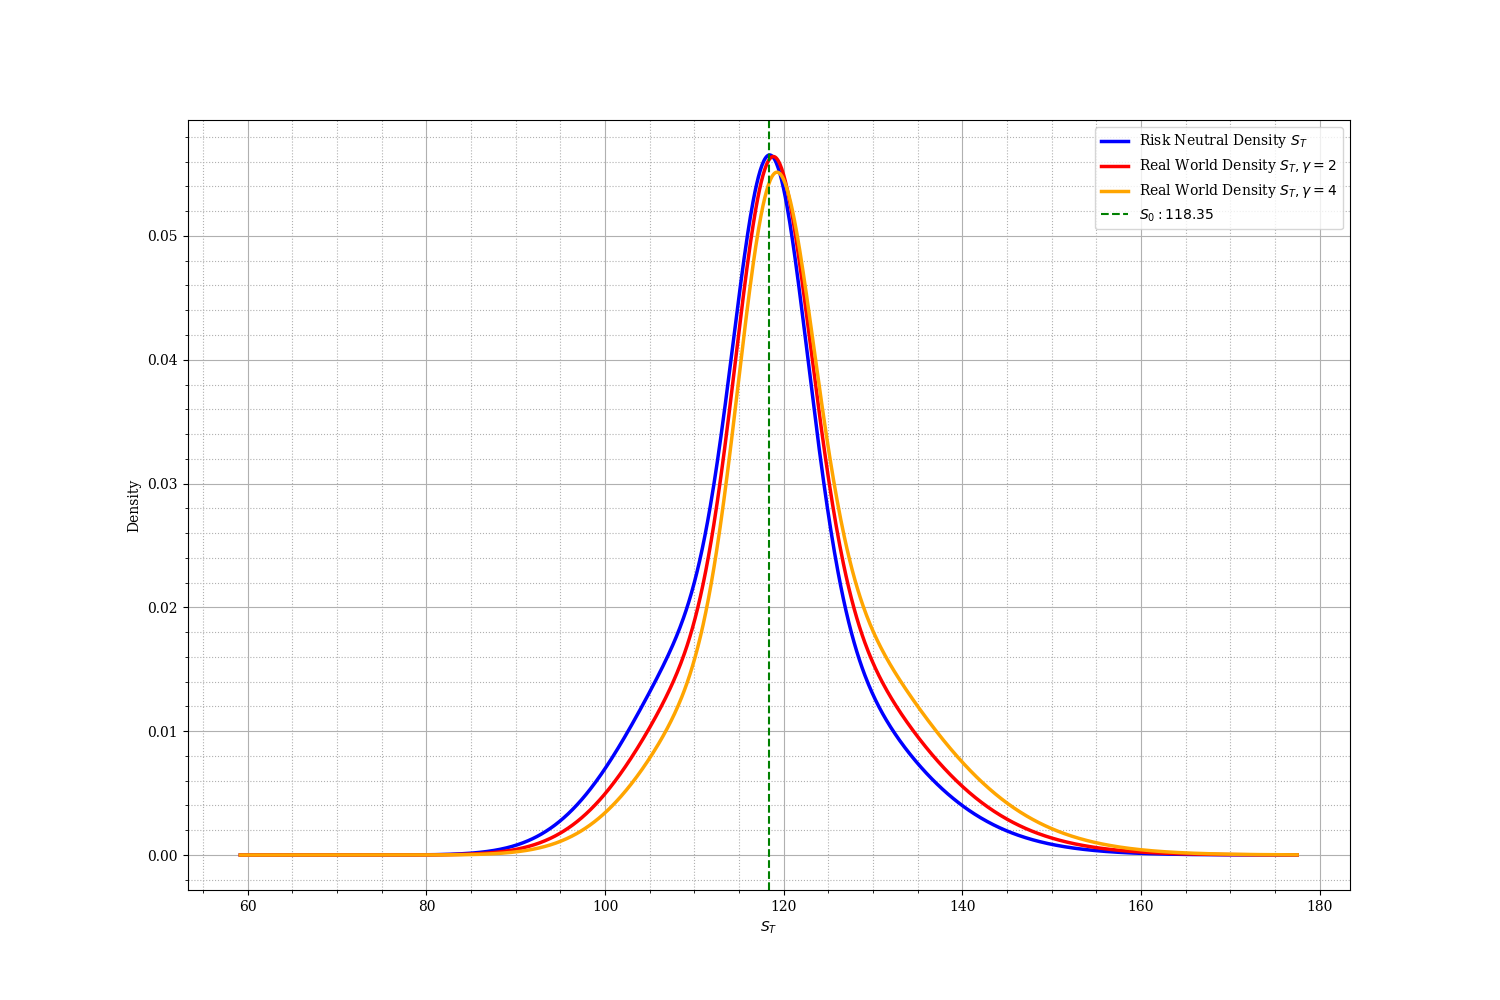 Risk Neutral Density S_T
Real World Density S_T, γ = 2
Real World Density S_T, γ = 4
S_0 : 118.35
0.05
0.04
0.03
0.02
0.01
0.00
Density
60 80 100 120 140 160 180
S_T